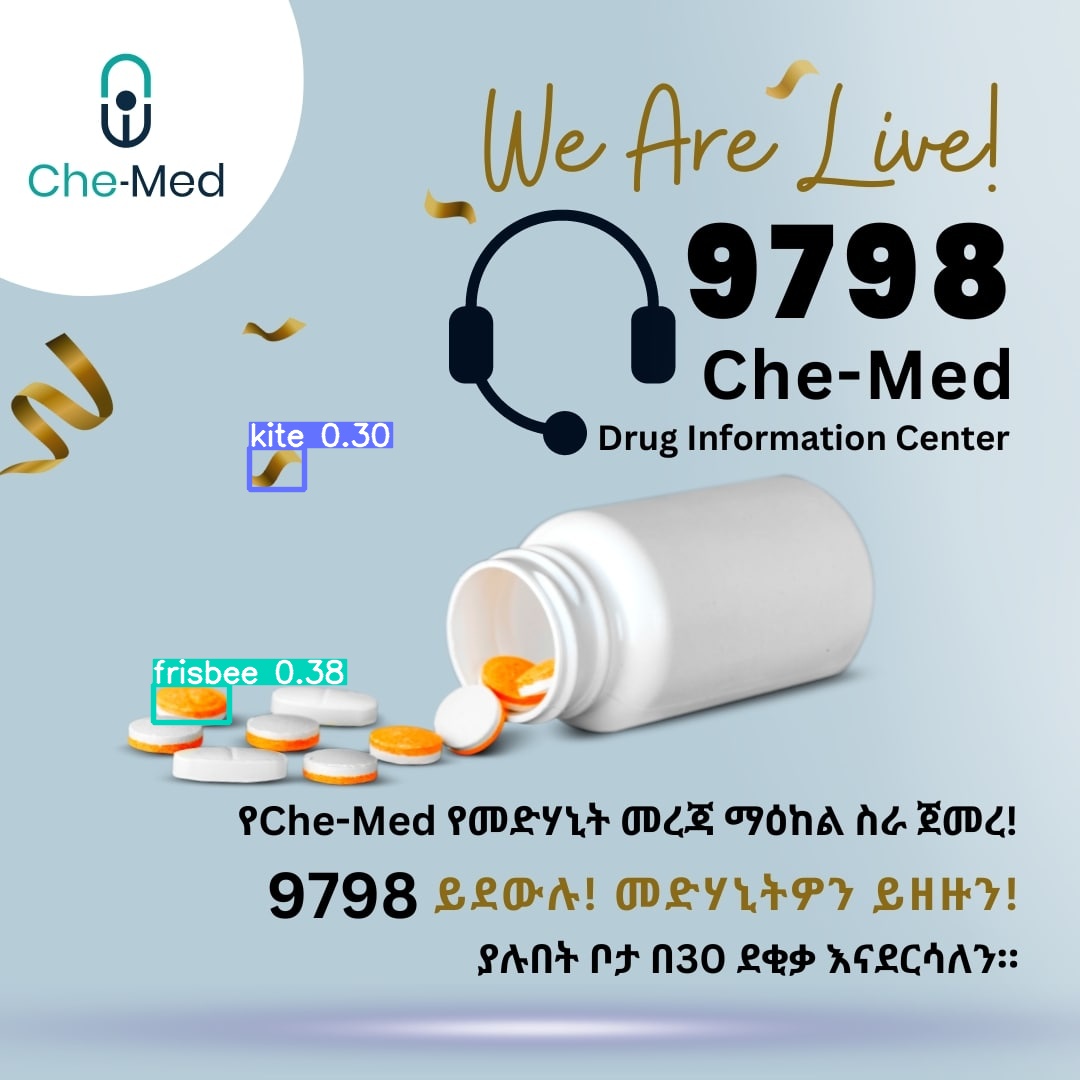 Che-Med
We Are Live!
9798
Che-Med
Drug Information Center
kite 0.30
frisbee 0.38
የChe-Med የመድሃኒት መረጃ ማዕከል ስራ ጀመረ!
9798 ይደውሉ! መድሃኒትዎን ይዘዙን!
ያሉበት ቦታ በ30 ደቂቃ እናደርሳለን።